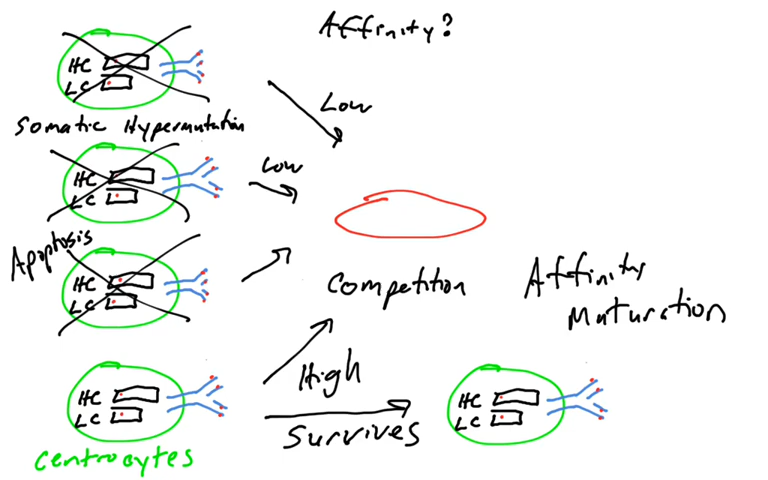 Affinity?
HC
LC
Low
Somatic Hypermutation
HC
LC
Low
Apoptosis
HC
LC
Competition
Affinity
Maturation
HC
LC
High
Survives
HC
LC
Centrocytes